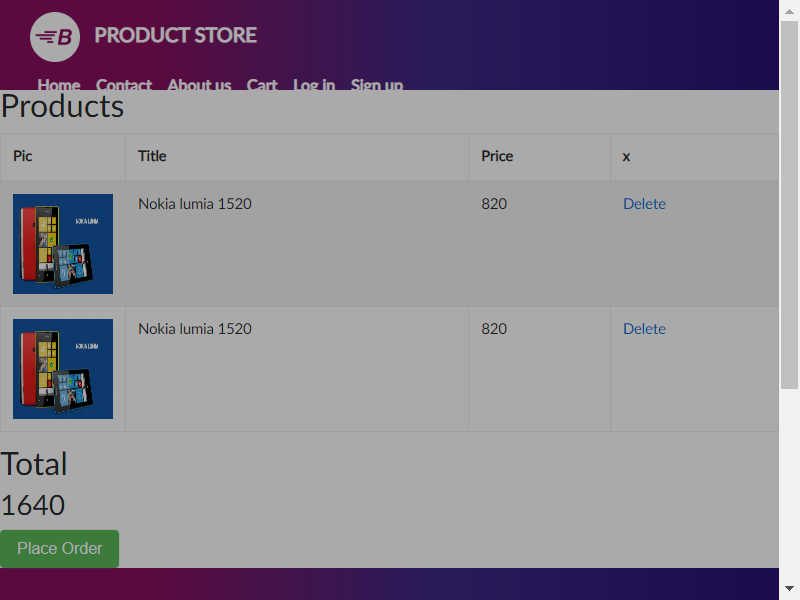 B PRODUCT STORE
Home Contact About us Cart Log in Sign up
Products
Pic Title Price x
NOKIA LUMIA
Nokia lumia 1520 820 Delete
NOKIA LUMIA
Nokia lumia 1520 820 Delete
Total
1640
Place Order